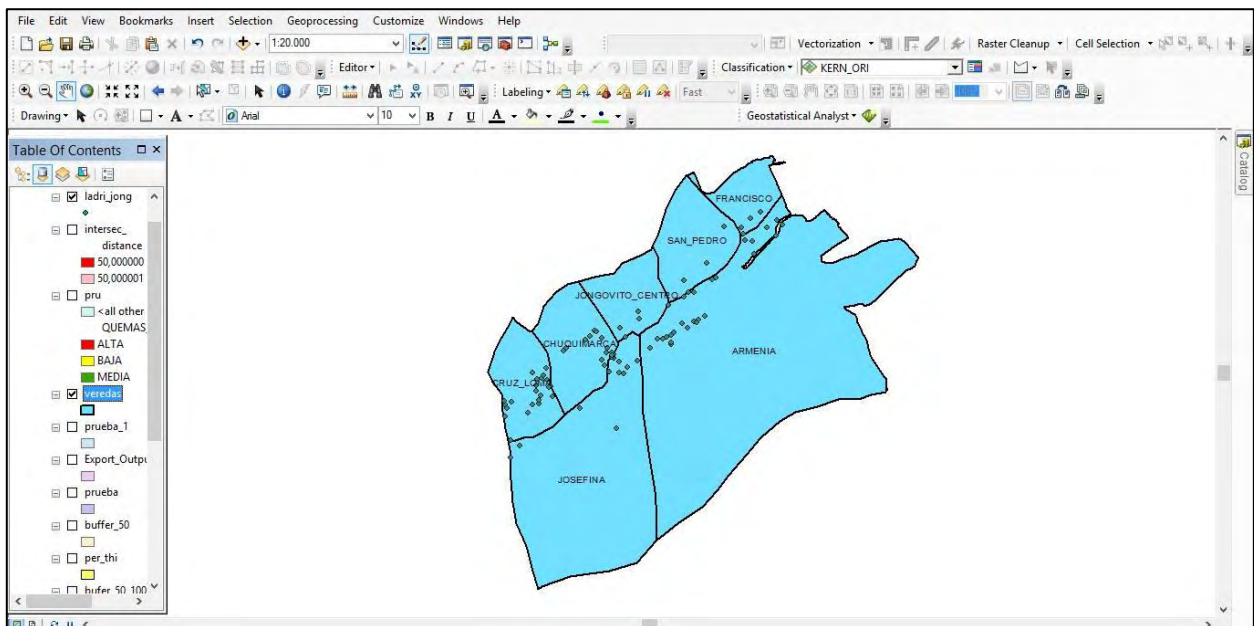 File Edit View Bookmarks Insert Selection Geoprocessing Customize Windows Help
1:20.000 Vectorization Raster Cleanup Cell Selection
Editor Classification KERN_ORI
Labeling Fast 100%
Drawing A Arial 10 B I U A Geostatistical Analyst
Table Of Contents
Catalog
ladri_jong
intersec_
distance
50,000000
50,000001
pru
<all other
QUEMAS
ALTA
BAJA
MEDIA
veredas
prueba_1
Export_Outpu
prueba
buffer_50
per_thi
bufer_50_100
FRANCISCO
SAN_PEDRO
JONGOVITO_CENTRO
CHUQUIMARCA
ARMENIA
JOSEFINA